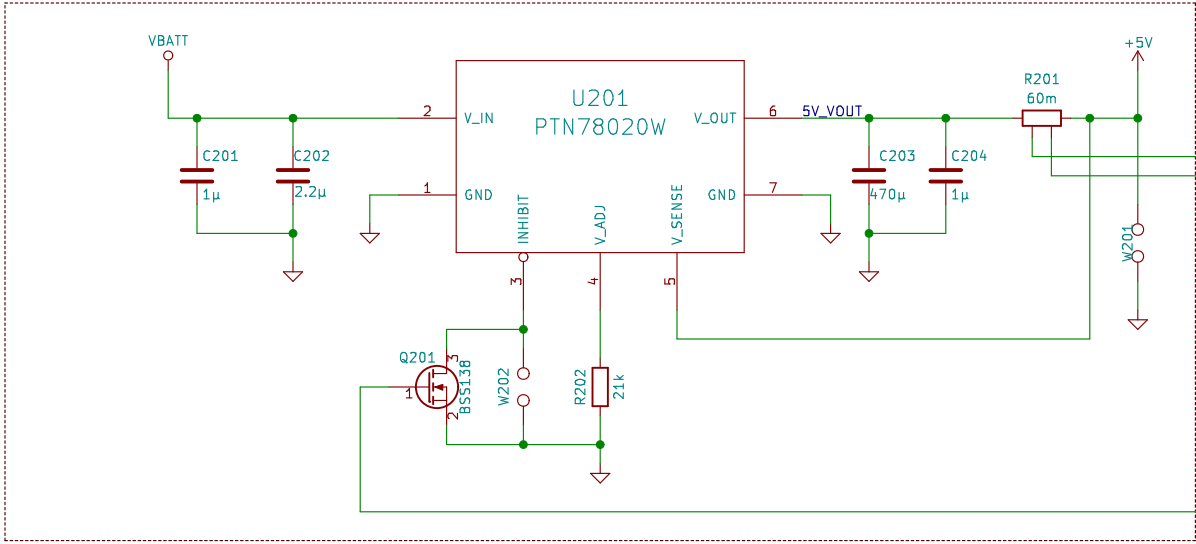 VBATT
+5V
R201
60m
U201
PTN78020W
2
V_IN
V_OUT
6
5V_VOUT
C201
1µ
C202
2.2µ
C203
470µ
C204
1µ
1
GND
GND
7
INHIBIT
V_ADJ
V_SENSE
W201
3
4
5
Q201
3
BSS138
1
2
W202
R202
21k